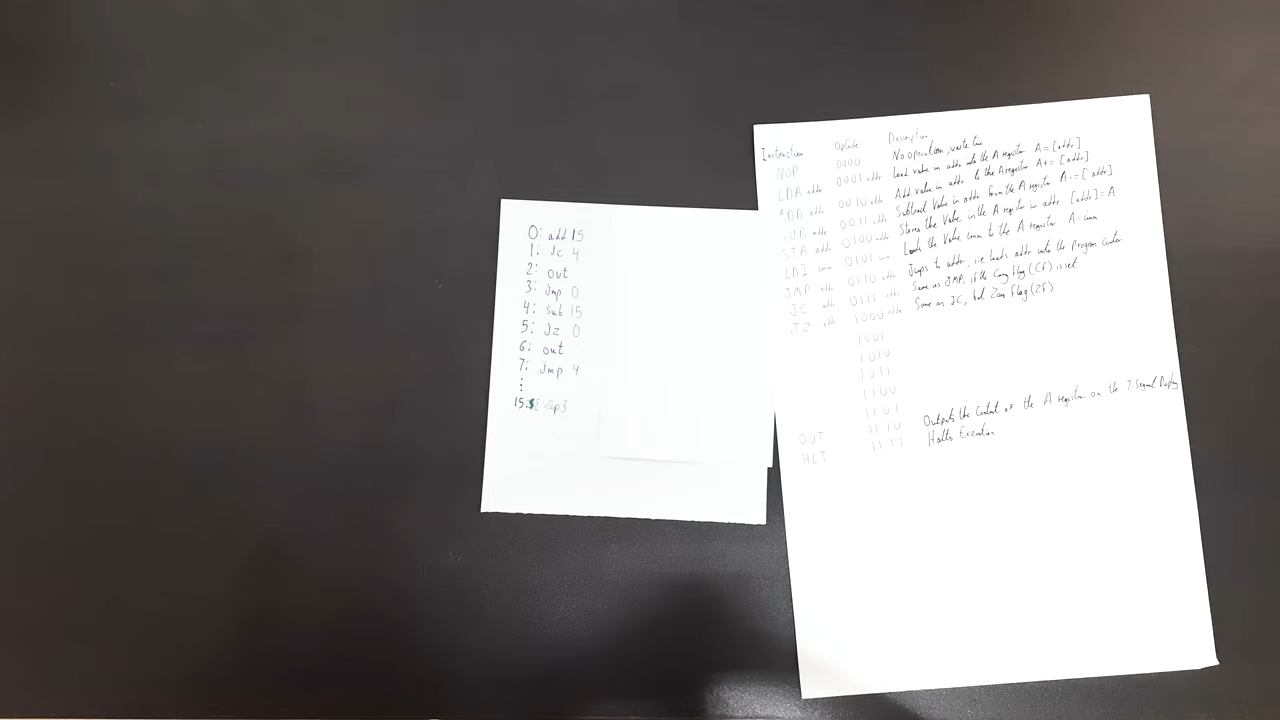 0: add 15
1: Jc 4
2: out
3: Jmp 0
4: sub 15
5: Jz 0
6: out
7: Jmp 4
⋮
15:
Instruction OpCode Description
NOP 0000 No operation, waste time
LDA addr 0001 addr Load value in addr into the A register A = [addr]
ADD addr 0010 addr Add value in addr to the A register A += [addr]
SUB addr 0011 addr Subtract Value in addr from the A register A -= [addr]
STA addr 0100 addr Stores the Value in the A register in addr [addr] = A
LDI imm 0101 imm Loads the Value imm to the A register A = imm
JMP addr 0110 addr Jumps to addr, i.e loads addr into the Program Counter
JC addr 0111 addr Same as JMP, if the Carry Flag (CF) is set
JZ addr 1000 addr Same as JC, but Zero Flag (ZF)
1001
1010
1011
1100
1101
OUT 1110 Outputs the Content of the A register on the 7-Segment Display
HLT 1111 Halts Execution